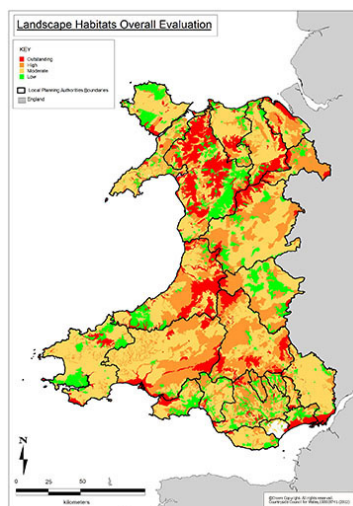 Landscape Habitats Overall Evaluation
KEY
Outstanding
High
Moderate
Low
Local Planning Authorities Boundaries
England
N
0 25 50 100
kilometers